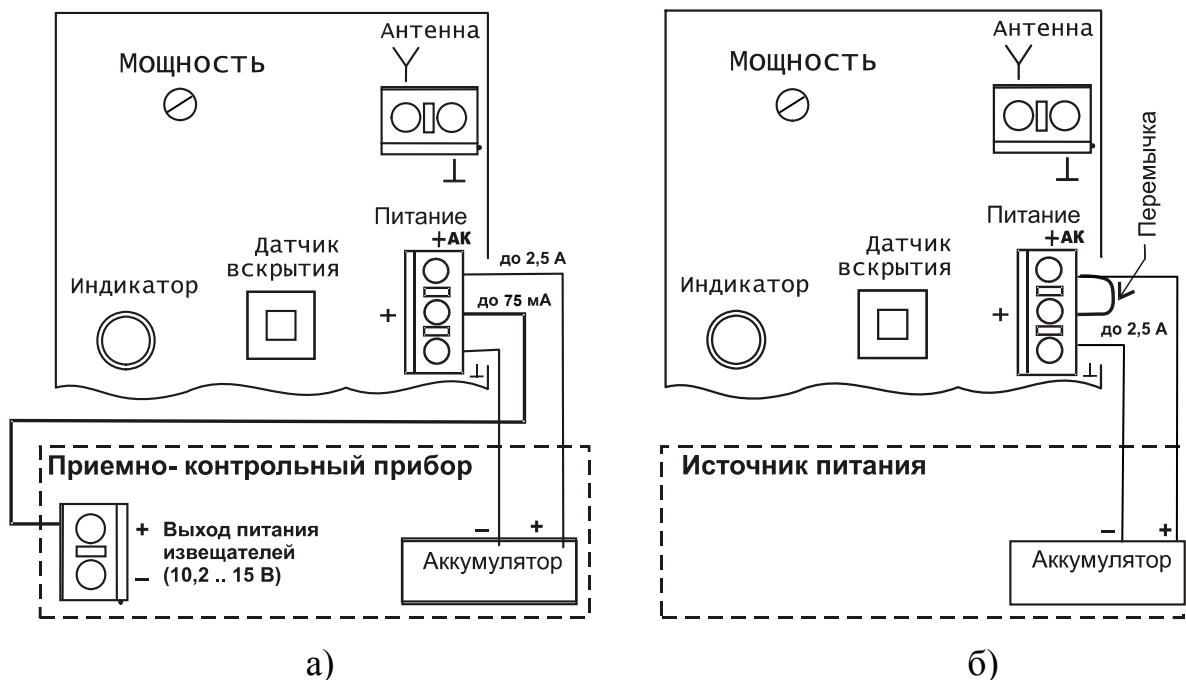 Антенна
Мощность
Питание
+АК
Датчик
вскрытия
до 2,5 А
Индикатор
до 75 мА
+
⊥
Приемно- контрольный прибор
+ Выход питания
извещателей
– (10,2 .. 15 В)
– +
Аккумулятор
а)
Антенна
Мощность
Перемычка
Питание
+АК
Датчик
вскрытия
Индикатор
+
до 2,5 А
⊥
Источник питания
– +
Аккумулятор
б)